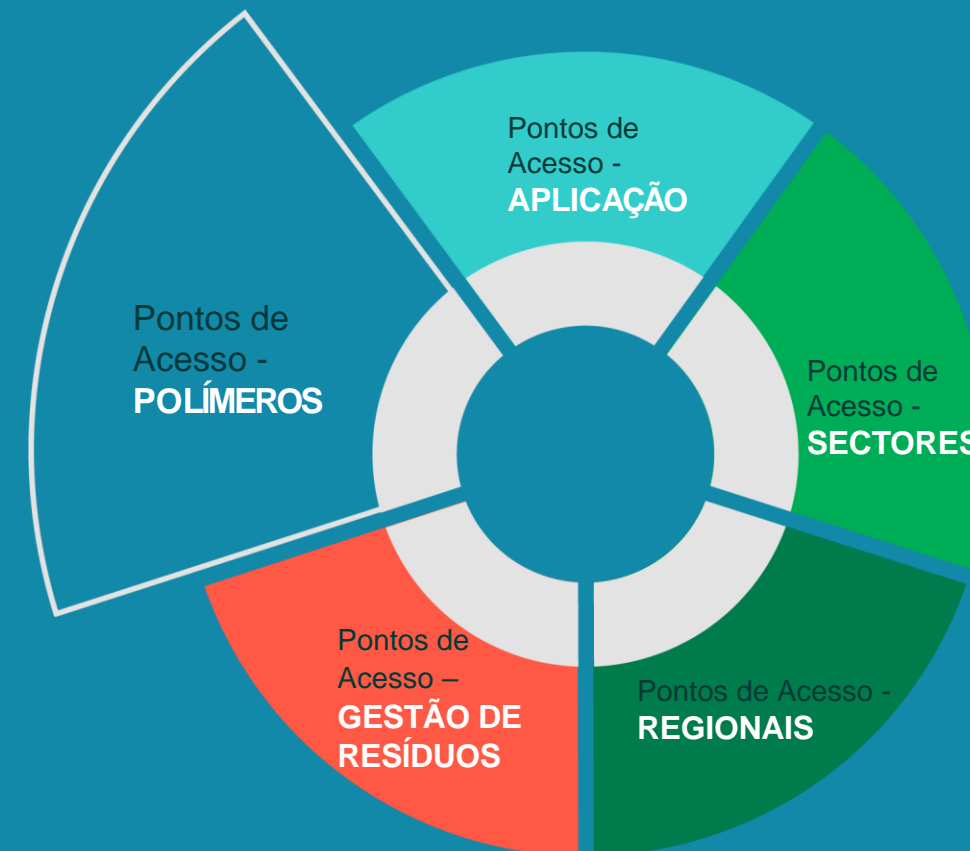 Pontos de
Acesso -
APLICAÇÃO
Pontos de
Acesso -
POLÍMEROS
Pontos de
Acesso -
SECTORES
Pontos de
Acesso –
GESTÃO DE
RESÍDUOS
Pontos de Acesso -
REGIONAIS